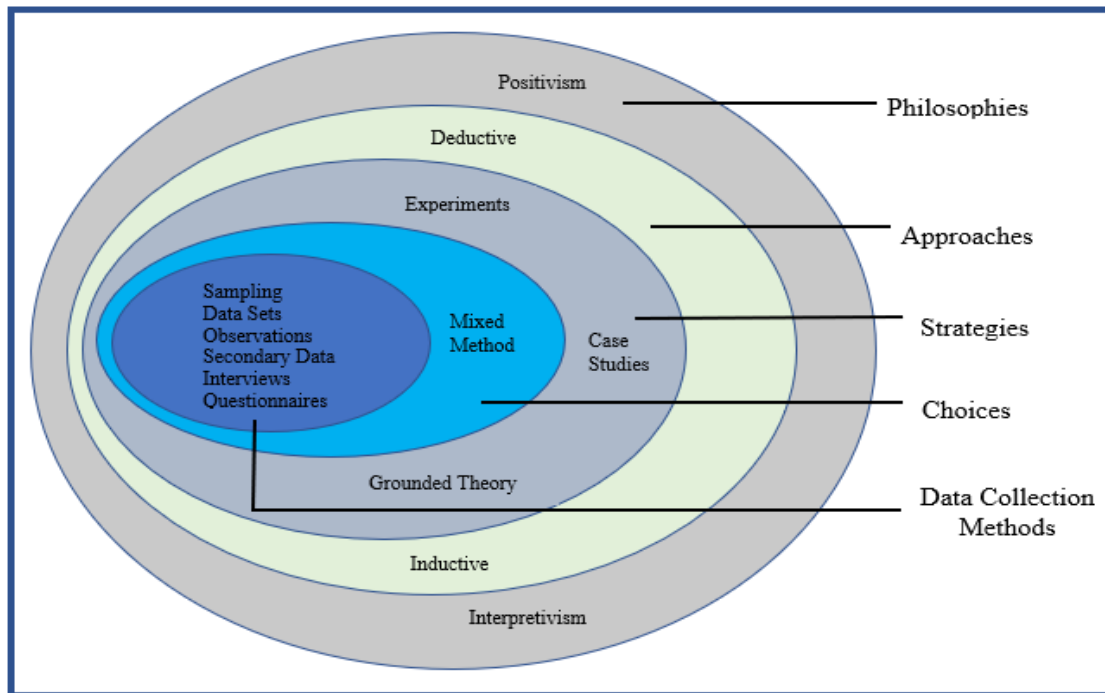 Positivism
Philosophies
Deductive
Experiments
Approaches
Sampling
Data Sets
Observations
Secondary Data
Interviews
Questionnaires
Mixed
Method
Case
Studies
Strategies
Choices
Grounded Theory
Data Collection
Methods
Inductive
Interpretivism